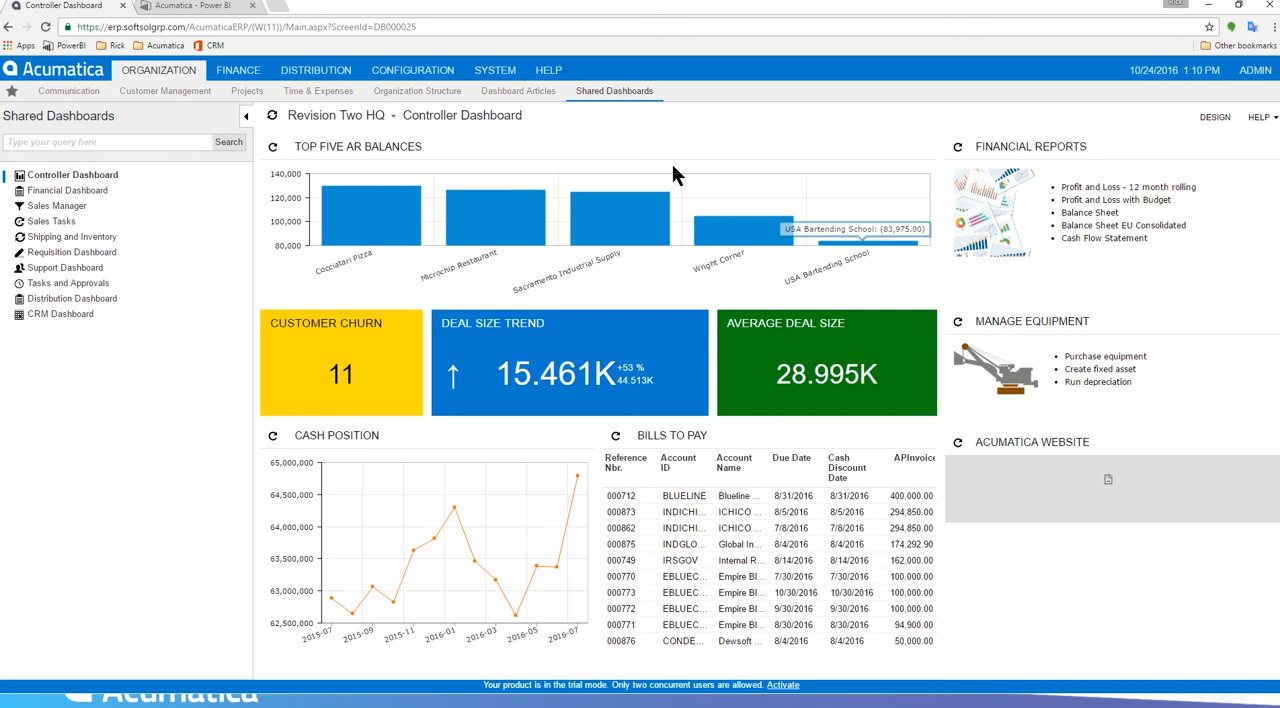 Controller Dashboard
Acumatica - Power BI
Rick
https://erp.softsolgrp.com/AcumaticaERP/(W(11))/Main.aspx?ScreenId=DB000025
Apps PowerBI Rick Acumatica CRM Other bookmarks
Acumatica ORGANIZATION FINANCE DISTRIBUTION CONFIGURATION SYSTEM HELP 10/24/2016 1:10 PM ADMIN
Communication Customer Management Projects Time & Expenses Organization Structure Dashboard Articles Shared Dashboards
Shared Dashboards
Type your query here Search
Controller Dashboard
Financial Dashboard
Sales Manager
Sales Tasks
Shipping and Inventory
Requisition Dashboard
Support Dashboard
Tasks and Approvals
Distribution Dashboard
CRM Dashboard
Revision Two HQ - Controller Dashboard
DESIGN HELP
TOP FIVE AR BALANCES
140,000
120,000
100,000
80,000
USA Bartending School: (83,975.00)
Cocciatari Pizza
Microchip Restaurant
Sacramento Industrial Supply
Wright Corner
USA Bartending School
CUSTOMER CHURN
11
DEAL SIZE TREND
↑ 15.461K +53 %
44.513K
AVERAGE DEAL SIZE
28.995K
CASH POSITION
65,000,000
64,500,000
64,000,000
63,500,000
63,000,000
62,500,000
2015-07 2015-09 2015-11 2016-01 2016-03 2016-05 2016-07
BILLS TO PAY
Reference Nbr. Account ID Account Name Due Date Cash Discount Date APInvoice
000712 BLUELINE Blueline ... 8/31/2016 8/31/2016 400,000.00
000873 INDICHI... ICHICO ... 8/5/2016 8/5/2016 294,850.00
000862 INDICHI... ICHICO ... 7/8/2016 7/8/2016 294,850.00
000875 INDGLO... Global In... 8/4/2016 8/4/2016 174,292.90
000749 IRSGOV Internal R... 8/14/2016 8/14/2016 162,000.00
000770 EBLUEC... Empire Bl... 7/30/2016 7/30/2016 100,000.00
000773 EBLUEC... Empire Bl... 10/30/2016 10/30/2016 100,000.00
000772 EBLUEC... Empire Bl... 9/30/2016 9/30/2016 100,000.00
000771 EBLUEC... Empire Bl... 8/30/2016 8/30/2016 94,900.00
000876 CONDE... Dewsoft ... 8/4/2016 8/4/2016 50,000.00
FINANCIAL REPORTS
Profit and Loss - 12 month rolling
Profit and Loss with Budget
Balance Sheet
Balance Sheet EU Consolidated
Cash Flow Statement
MANAGE EQUIPMENT
Purchase equipment
Create fixed asset
Run depreciation
ACUMATICA WEBSITE
Your product is in the trial mode. Only two concurrent users are allowed. Activate
Acumatica